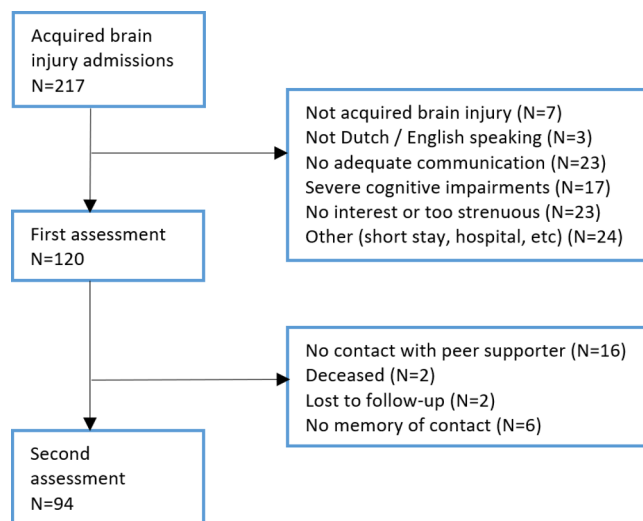 Acquired brain
injury admissions
N=217
Not acquired brain injury (N=7)
Not Dutch / English speaking (N=3)
No adequate communication (N=23)
Severe cognitive impairments (N=17)
No interest or too strenuous (N=23)
Other (short stay, hospital, etc) (N=24)
First assessment
N=120
No contact with peer supporter (N=16)
Deceased (N=2)
Lost to follow-up (N=2)
No memory of contact (N=6)
Second
assessment
N=94